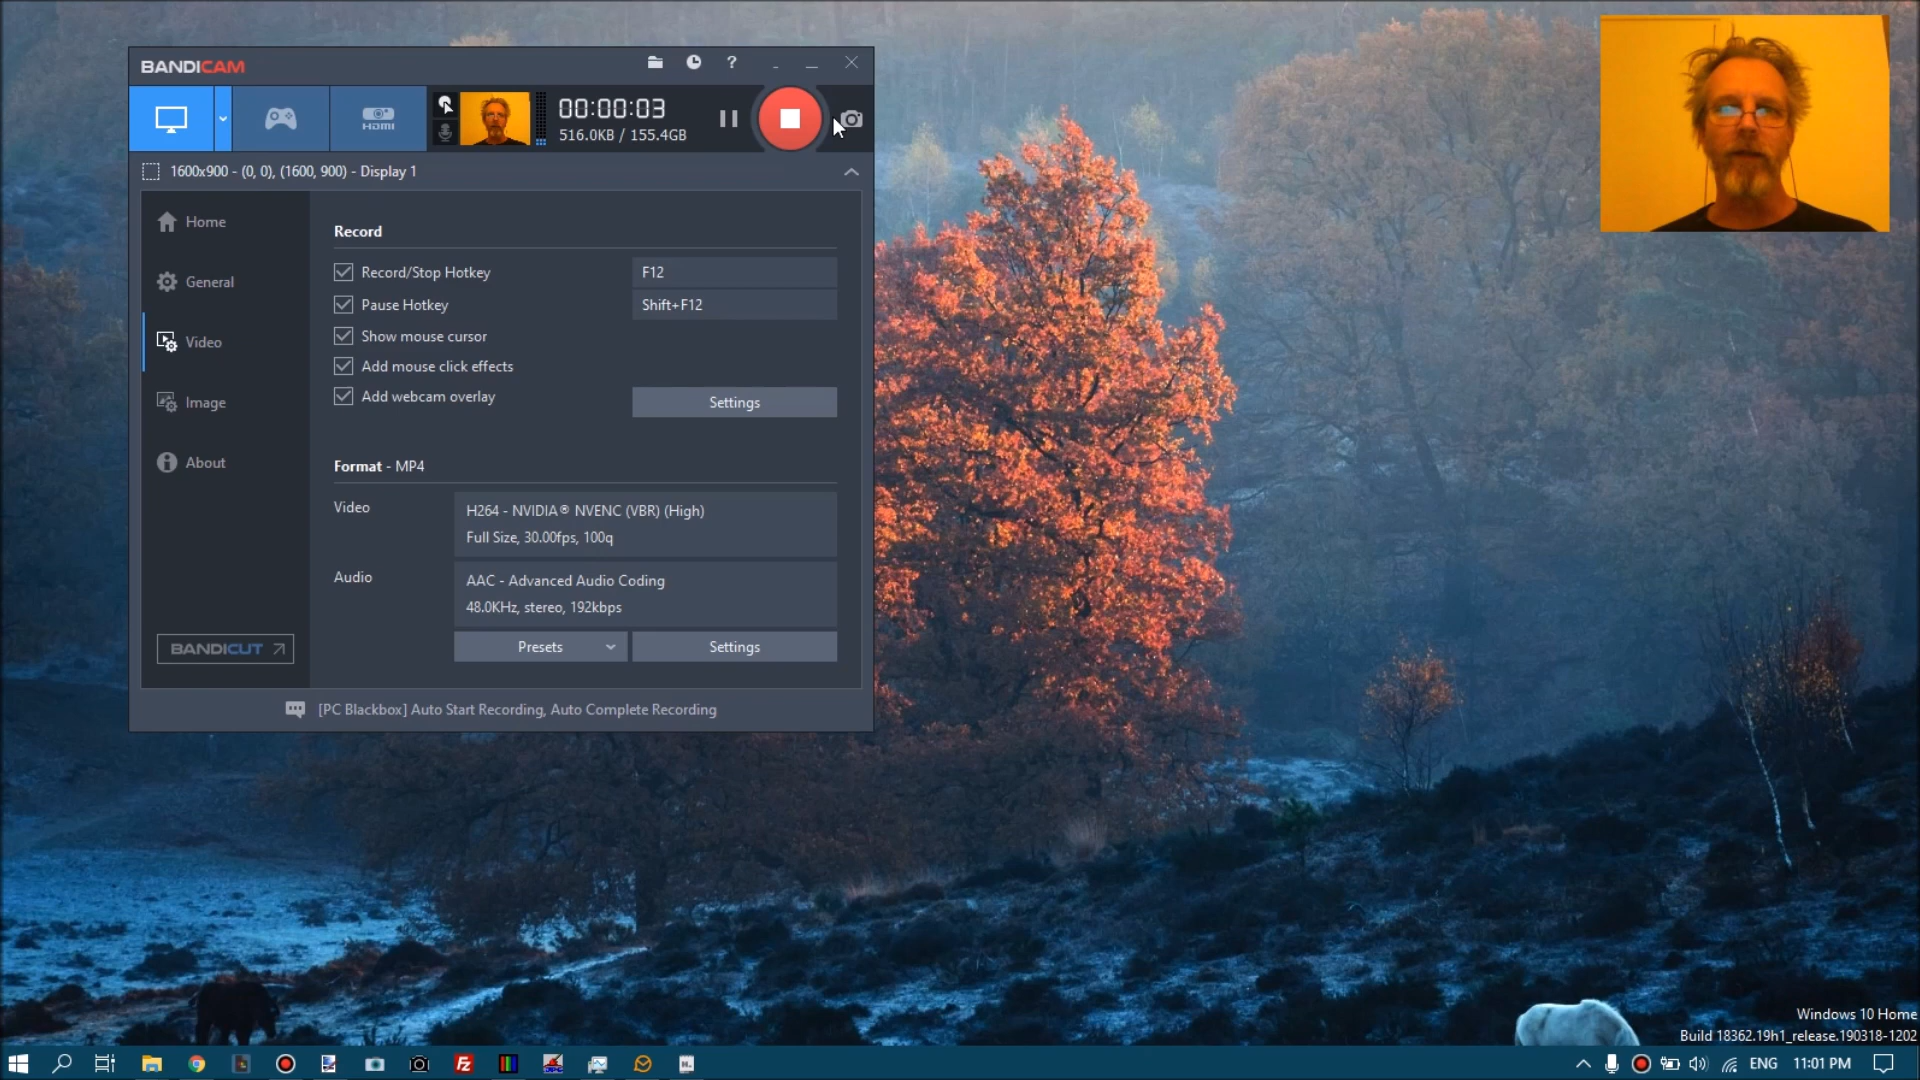 BANDICAM
?
HDMI
00:00:03
516.0KB / 155.4GB
1600x900 - (0, 0), (1600, 900) - Display 1
Home
General
Video
Image
About
BANDICUT
Record
Record/Stop Hotkey
F12
Pause Hotkey
Shift+F12
Show mouse cursor
Add mouse click effects
Add webcam overlay
Settings
Format - MP4
Video
H264 - NVIDIA® NVENC (VBR) (High)
Full Size, 30.00fps, 100q
Audio
AAC - Advanced Audio Coding
48.0KHz, stereo, 192kbps
Presets
Settings
[PC Blackbox] Auto Start Recording, Auto Complete Recording
Windows 10 Home
Build 18362.19h1_release.190318-1202
Fz
ENG
11:01 PM